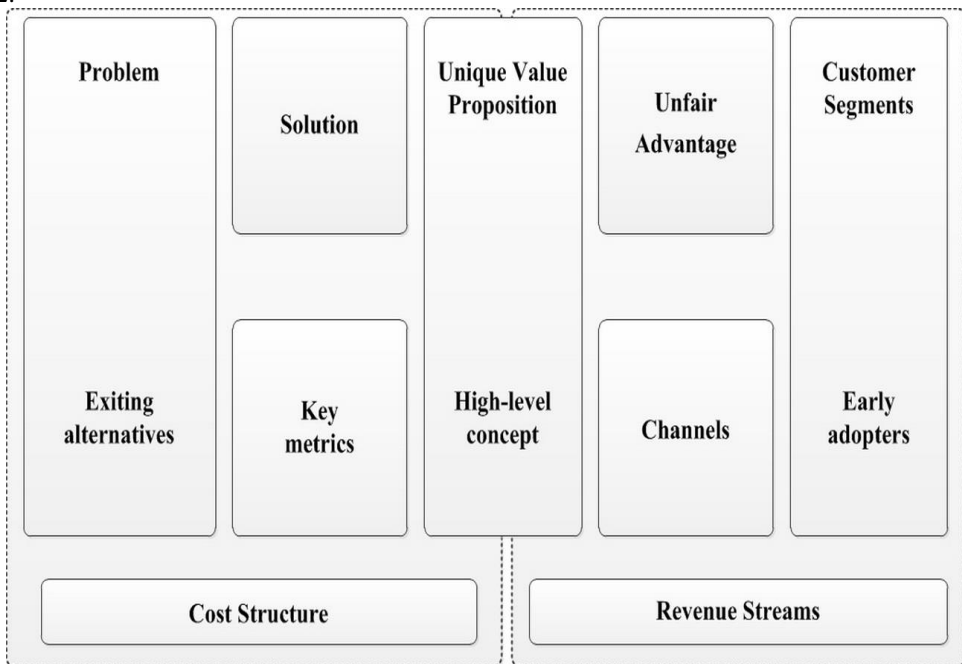 Problem
Exiting
alternatives
Solution
Key
metrics
Unique Value
Proposition
High-level
concept
Unfair
Advantage
Channels
Customer
Segments
Early
adopters
Cost Structure
Revenue Streams